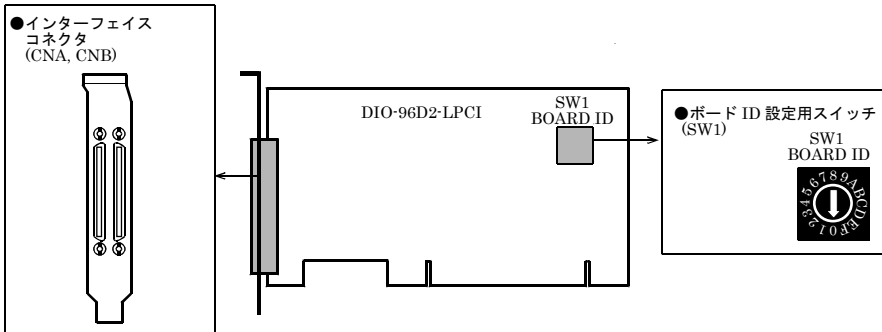 ●インターフェイス
コネクタ
(CNA, CNB)
DIO-96D2-LPCI
SW1
BOARD ID
●ボード ID 設定用スイッチ
(SW1)
SW1
BOARD ID
0123456789ABCDEF